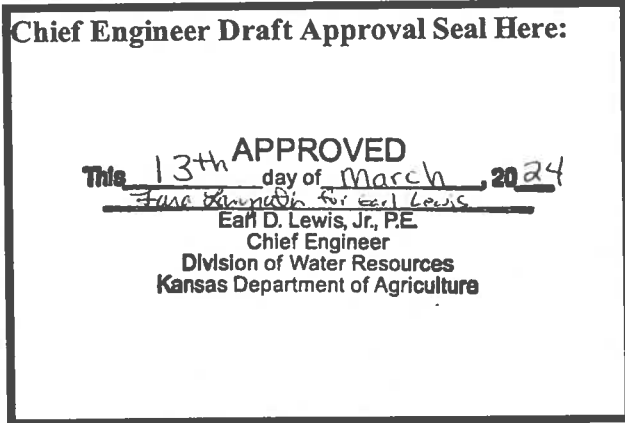 Chief Engineer Draft Approval Seal Here:
APPROVED
This 13th day of March, 2024
for Earl Lewis
Earl D. Lewis, Jr., P.E.
Chief Engineer
Division of Water Resources
Kansas Department of Agriculture